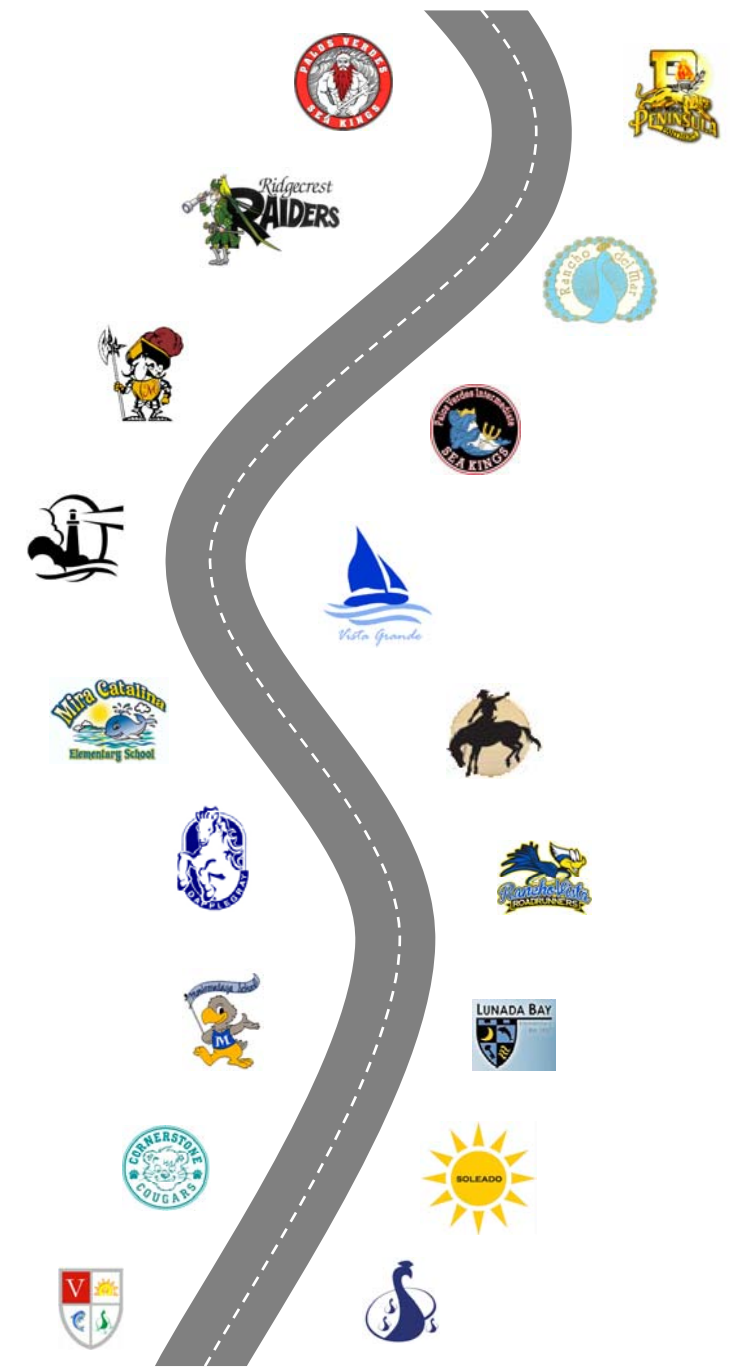 PALOS VERDES
SEA KINGS
P
PENINSULA
Ridgecrest
RAIDERS
Rancho del Mar
M
Palos Verdes Intermediate
SEA KINGS
Vista Grande
Mira Catalina
Elementary School
DAPPLEGRAY
Rancho Vista
ROADRUNNERS
School
M
LUNADA BAY
CORNERSTONE
COUGARS
SOLEADO
V